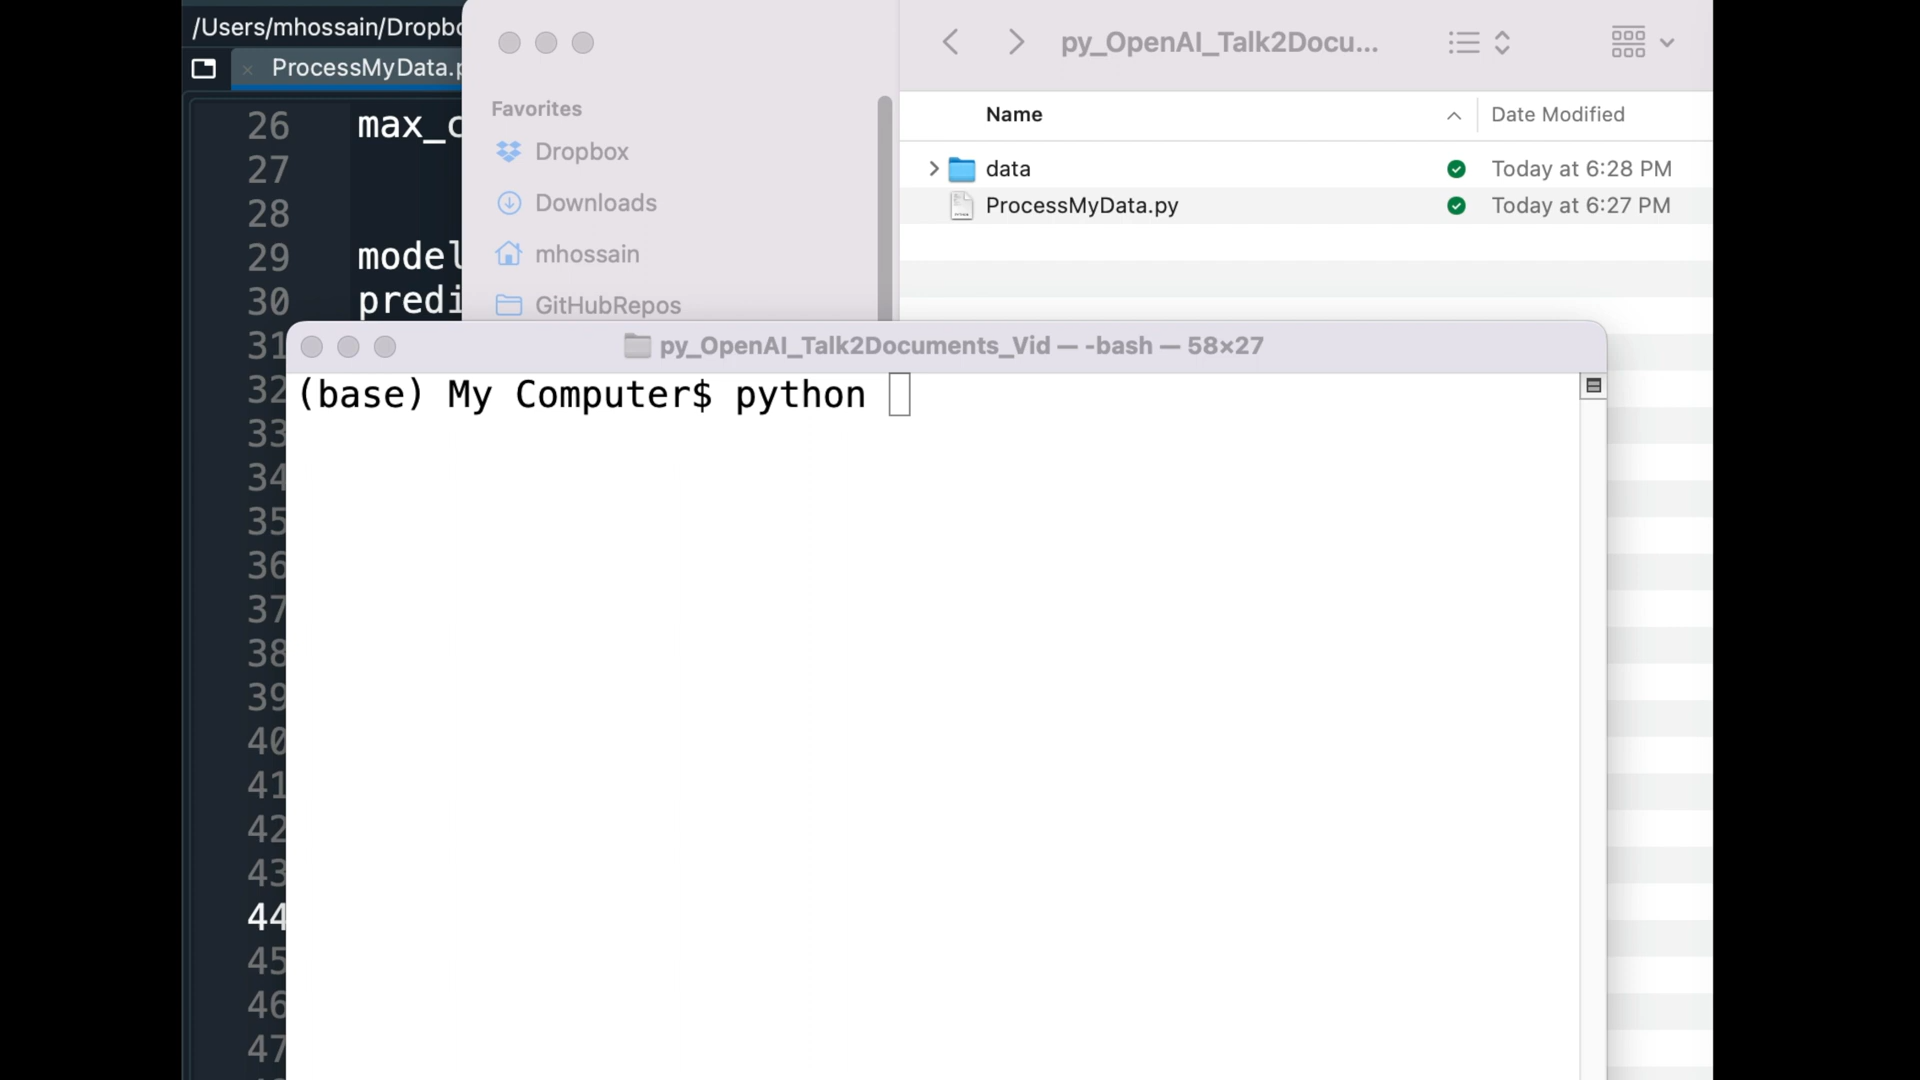 /Users/mhossain/Dropb
ProcessMyData.p
26 max_c
27
28
29 model
30 predi
31
32
33
34
35
36
37
38
39
40
41
42
43
44
45
46
47
Favorites
Dropbox
Downloads
mhossain
GitHubRepos
py_OpenAI_Talk2Docu...
Name Date Modified
data Today at 6:28 PM
ProcessMyData.py Today at 6:27 PM
py_OpenAI_Talk2Documents_Vid — -bash — 58×27
(base) My Computer$ python